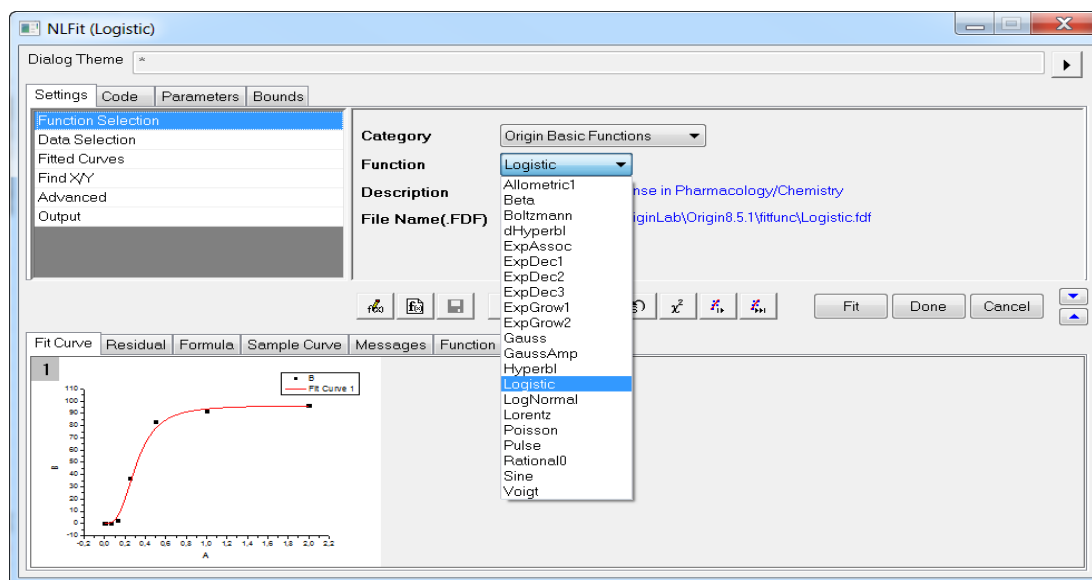 NLFit (Logistic)
Dialog Theme *
Settings Code Parameters Bounds
Function Selection
Data Selection
Fitted Curves
Find X/Y
Advanced
Output
Category Origin Basic Functions
Function Logistic
Description nse in Pharmacology/Chemistry
File Name(.FDF) iginLab\Origin8.5.1\fitfunc\Logistic.fdf
Allometric1
Beta
Boltzmann
dHyperbl
ExpAssoc
ExpDec1
ExpDec2
ExpDec3
ExpGrow1
ExpGrow2
Gauss
GaussAmp
Hyperbl
Logistic
LogNormal
Lorentz
Poisson
Pulse
Rational0
Sine
Voigt
χ² Fit Done Cancel
Fit Curve Residual Formula Sample Curve Messages Function
1
B
Fit Curve 1
110
100
90
80
70
60
50
40
30
20
10
0
-10
B
-0,2 0,0 0,2 0,4 0,6 0,8 1,0 1,2 1,4 1,6 1,8 2,0 2,2
A